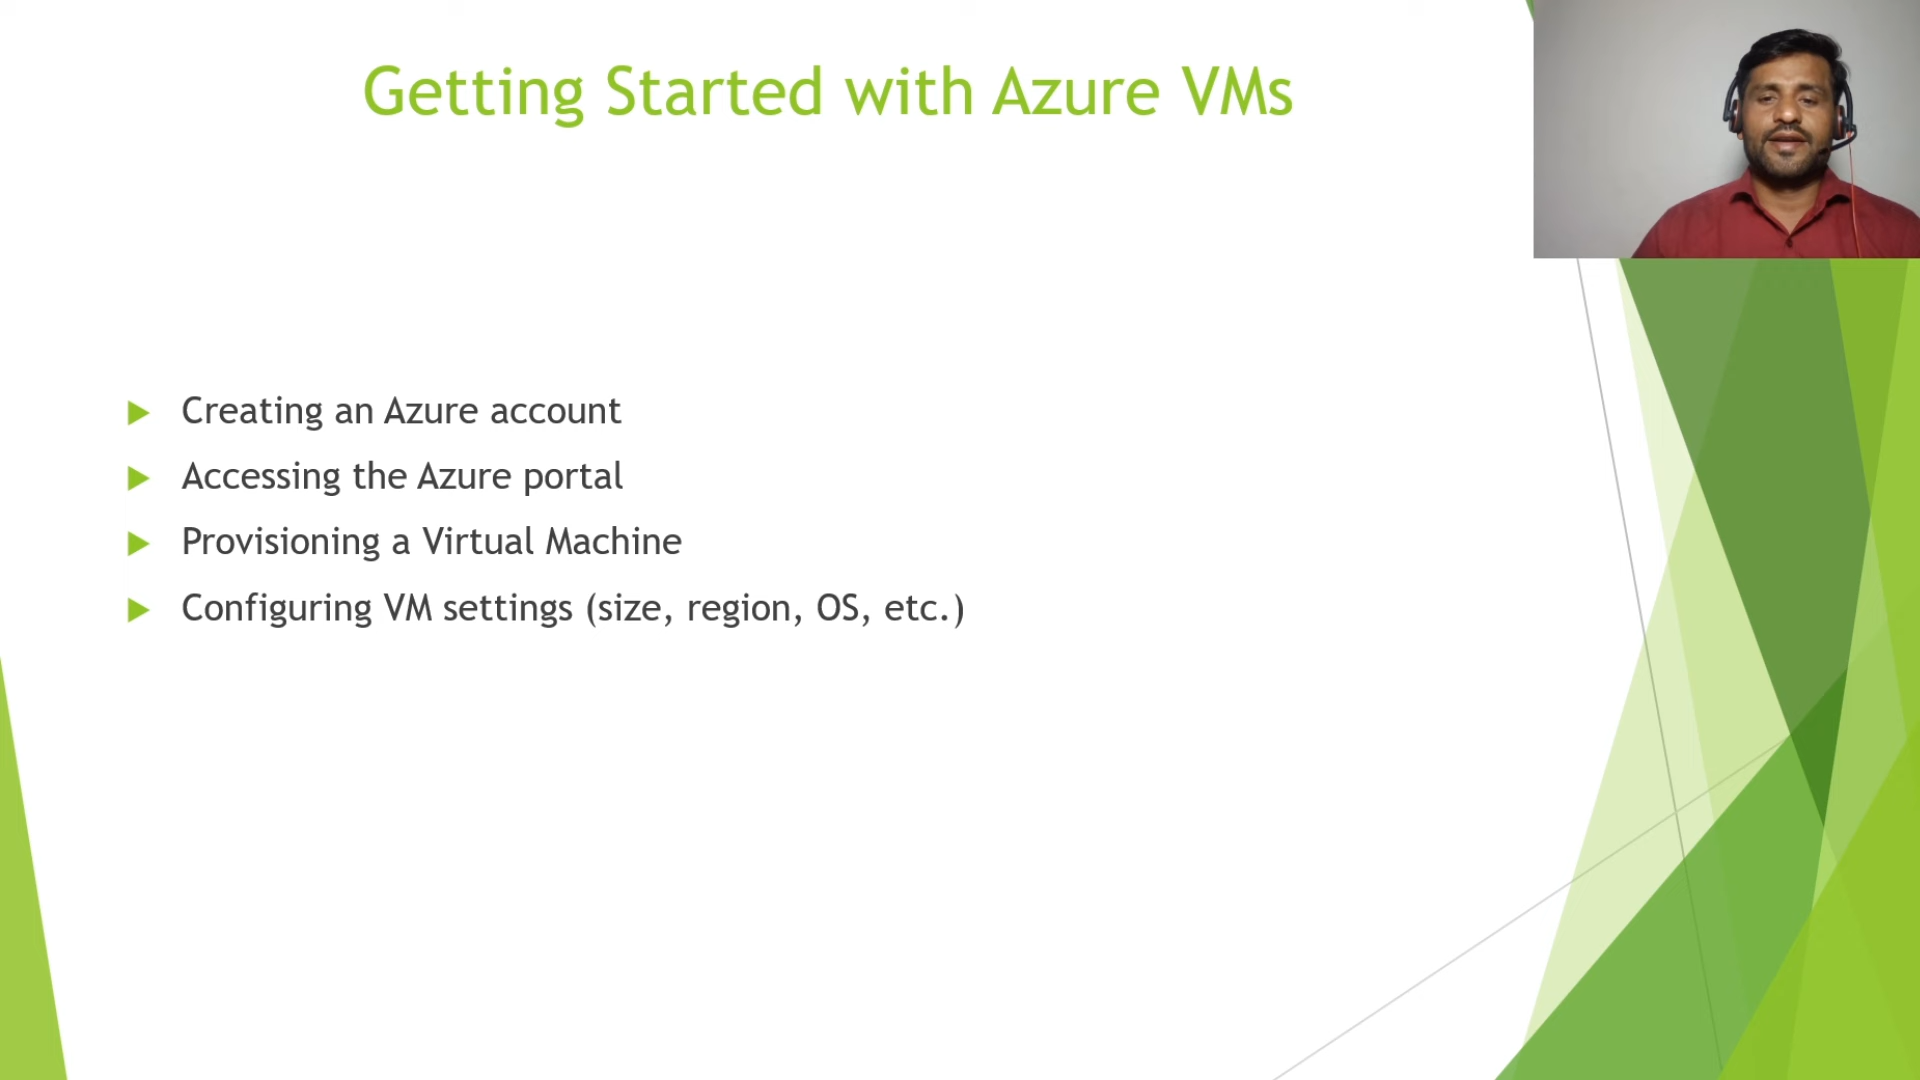 Getting Started with Azure VMs
Creating an Azure account
Accessing the Azure portal
Provisioning a Virtual Machine
Configuring VM settings (size, region, OS, etc.)